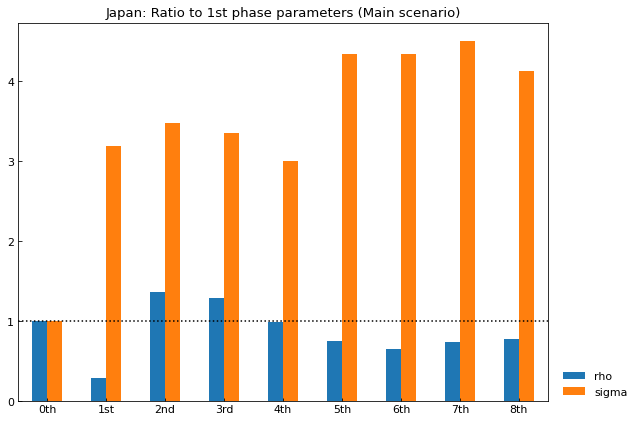 Japan: Ratio to 1st phase parameters (Main scenario)
4
3
2
1
0
0th 1st 2nd 3rd 4th 5th 6th 7th 8th
rho
sigma